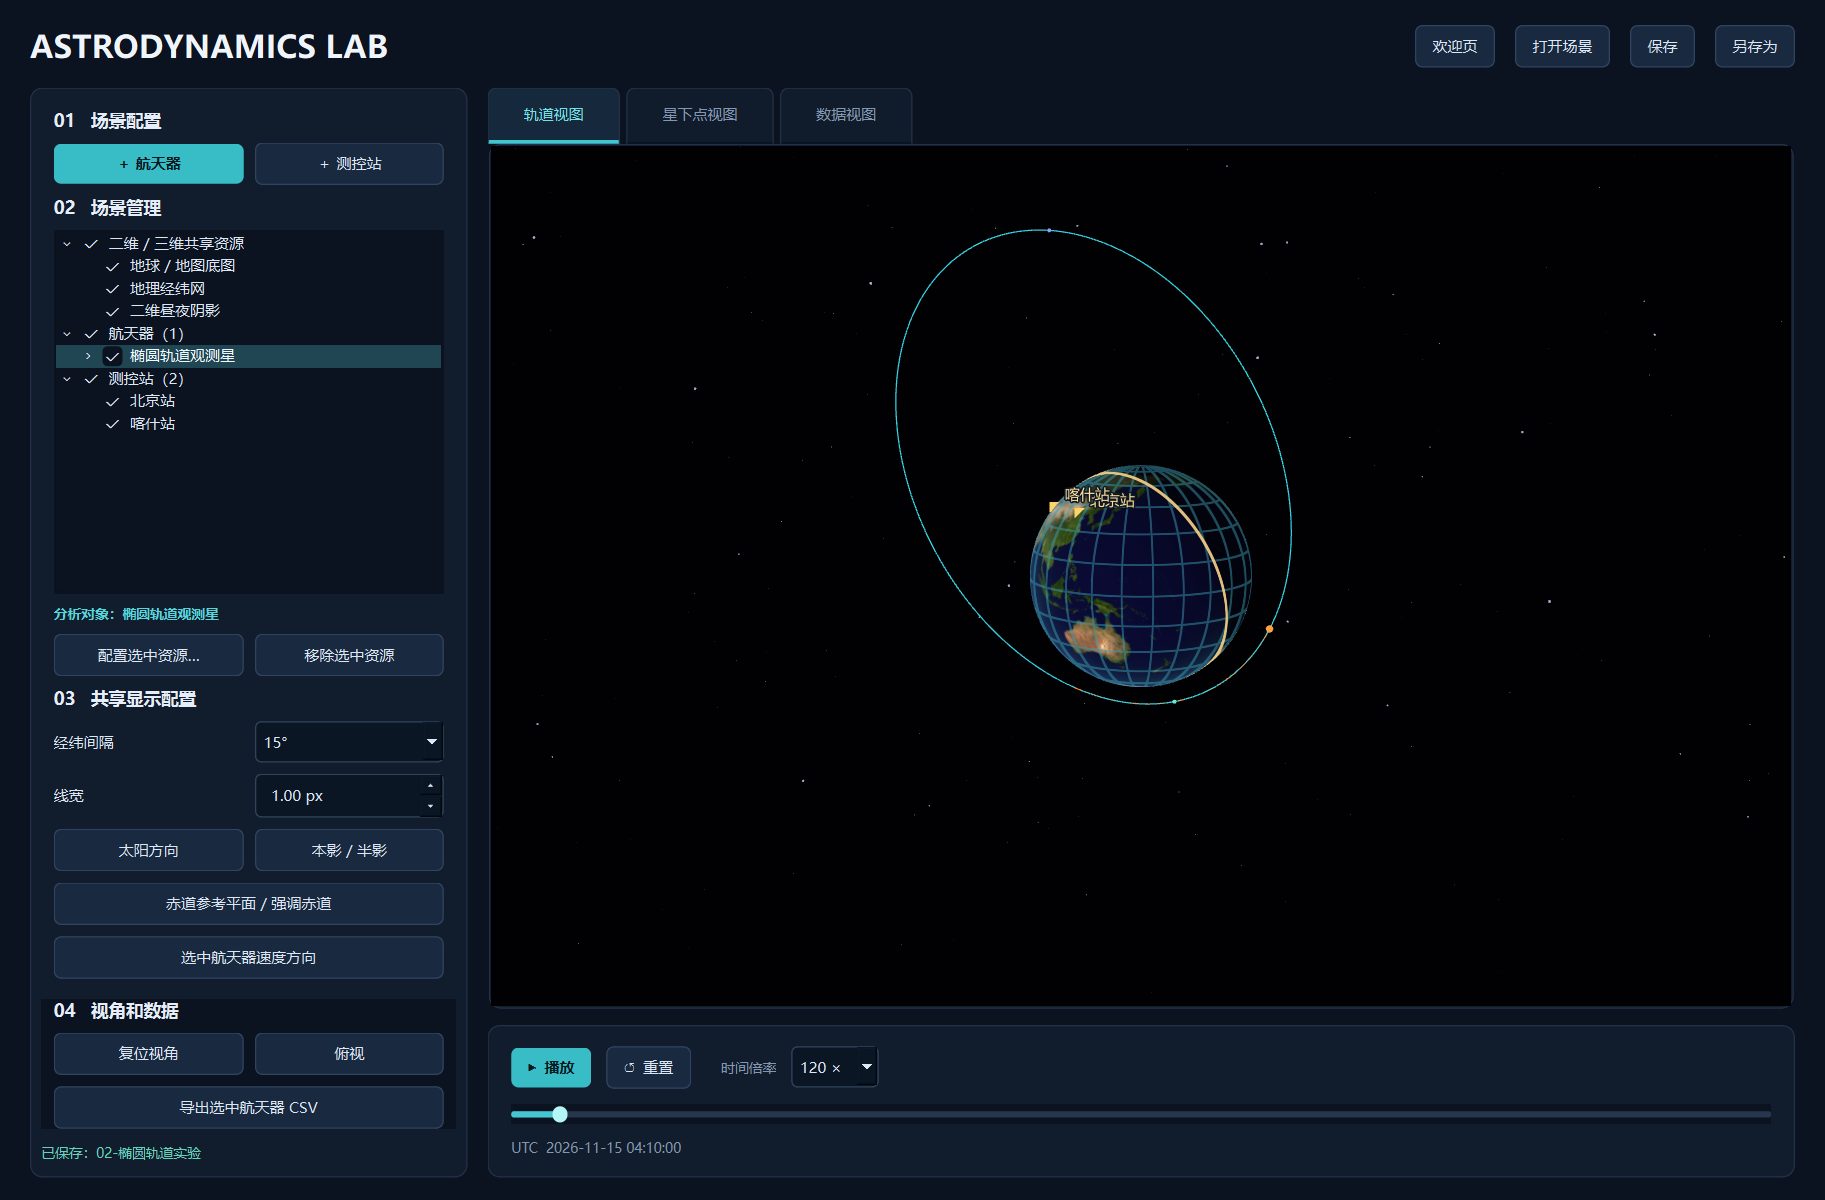 ASTRODYNAMICS LAB
欢迎页
打开场景
保存
另存为
01 场景配置
+ 航天器
+ 测控站
02 场景管理
二维 / 三维共享资源
地球 / 地图底图
地理经纬网
二维昼夜阴影
航天器 (1)
椭圆轨道观测星
测控站 (2)
北京站
喀什站
分析对象：椭圆轨道观测星
配置选中资源...
移除选中资源
03 共享显示配置
经纬间隔
15°
线宽
1.00 px
太阳方向
本影 / 半影
赤道参考平面 / 强调赤道
选中航天器速度方向
04 视角和数据
复位视角
俯视
导出选中航天器 CSV
已保存：02-椭圆轨道实验
轨道视图
星下点视图
数据视图
喀什站
北京站
播放
重置
时间倍率
120 ×
UTC 2026-11-15 04:10:00